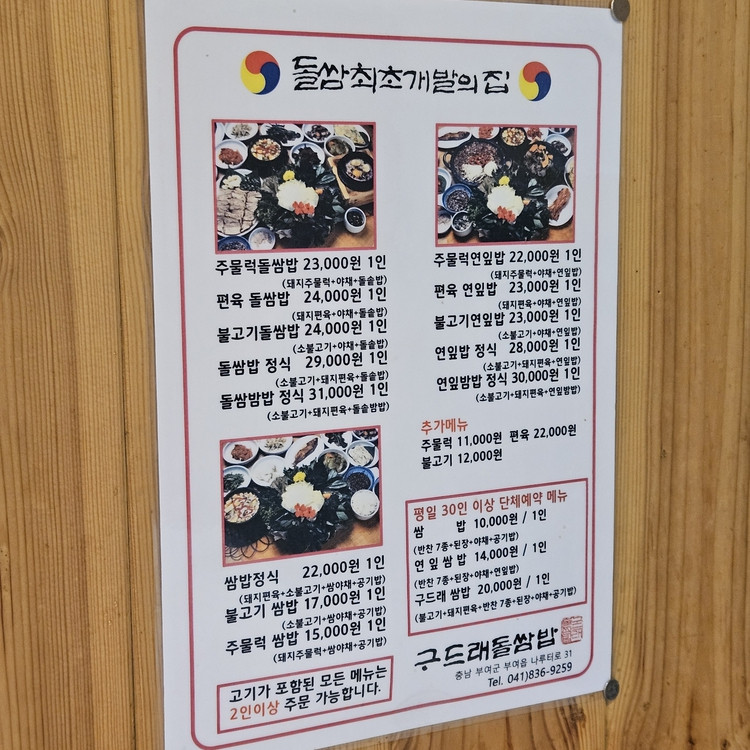 돌쌈최초개발의집
주물럭돌쌈밥 23,000원 1인
(돼지주물럭+야채+돌솥밥)
편육 돌쌈밥 24,000원 1인
(돼지편육+야채+돌솥밥)
불고기돌쌈밥 24,000원 1인
(소불고기+야채+돌솥밥)
돌쌈밥 정식 29,000원 1인
(소불고기+돼지편육+돌솥밥)
돌쌈밤밥 정식 31,000원 1인
(소불고기+돼지편육+돌솥밤밥)
쌈밥정식 22,000원 1인
(돼지편육+소불고기+쌈야채+공기밥)
불고기 쌈밥 17,000원 1인
(소불고기+쌈야채+공기밥)
주물럭 쌈밥 15,000원 1인
(돼지주물럭+쌈야채+공기밥)
고기가 포함된 모든 메뉴는
2인이상 주문 가능합니다.
주물럭연잎밥 22,000원 1인
(돼지주물럭+야채+연잎밥)
편육 연잎밥 23,000원 1인
(돼지편육+야채+연잎밥)
불고기연잎밥 23,000원 1인
(소불고기+야채+연잎밥)
연잎밥 정식 28,000원 1인
(소불고기+돼지편육+연잎밥)
연잎밤밥 정식 30,000원 1인
(소불고기+돼지편육+연잎밤밥)
추가메뉴
주물럭 11,000원 편육 22,000원
불고기 12,000원
평일 30인 이상 단체예약 메뉴
쌈 밥 10,000원 / 1인
(반찬 7종+된장+야채+공기밥)
연 잎 쌈 밥 14,000원 / 1인
(반찬 7종+된장+야채+연잎밥)
구드래 쌈밥 20,000원 / 1인
(불고기+돼지편육+반찬 7종+된장+야채+공기밥)
구드래돌쌈밥
충남 부여군 부여읍 나루터로 31
Tel. 041)836-9259